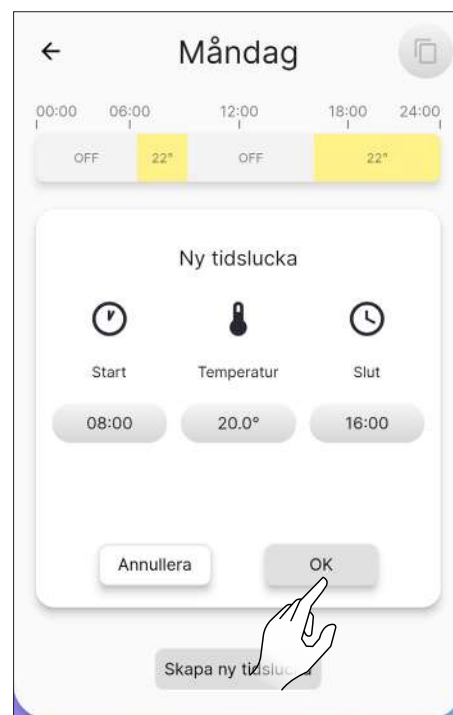 Måndag
00:00 06:00 12:00 18:00 24:00
OFF 22° OFF 22°
Ny tidslucka
Start Temperatur Slut
08:00 20.0° 16:00
Annullera OK
Skapa ny tidslucka